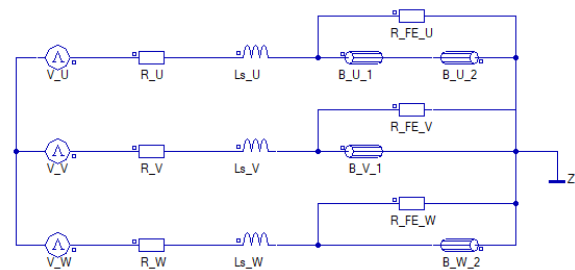 R_FE_U
V_U R_U Ls_U B_U_1 B_U_2
R_FE_V
V_V R_V Ls_V B_V_1
Z
R_FE_W
V_W R_W Ls_W B_W_2